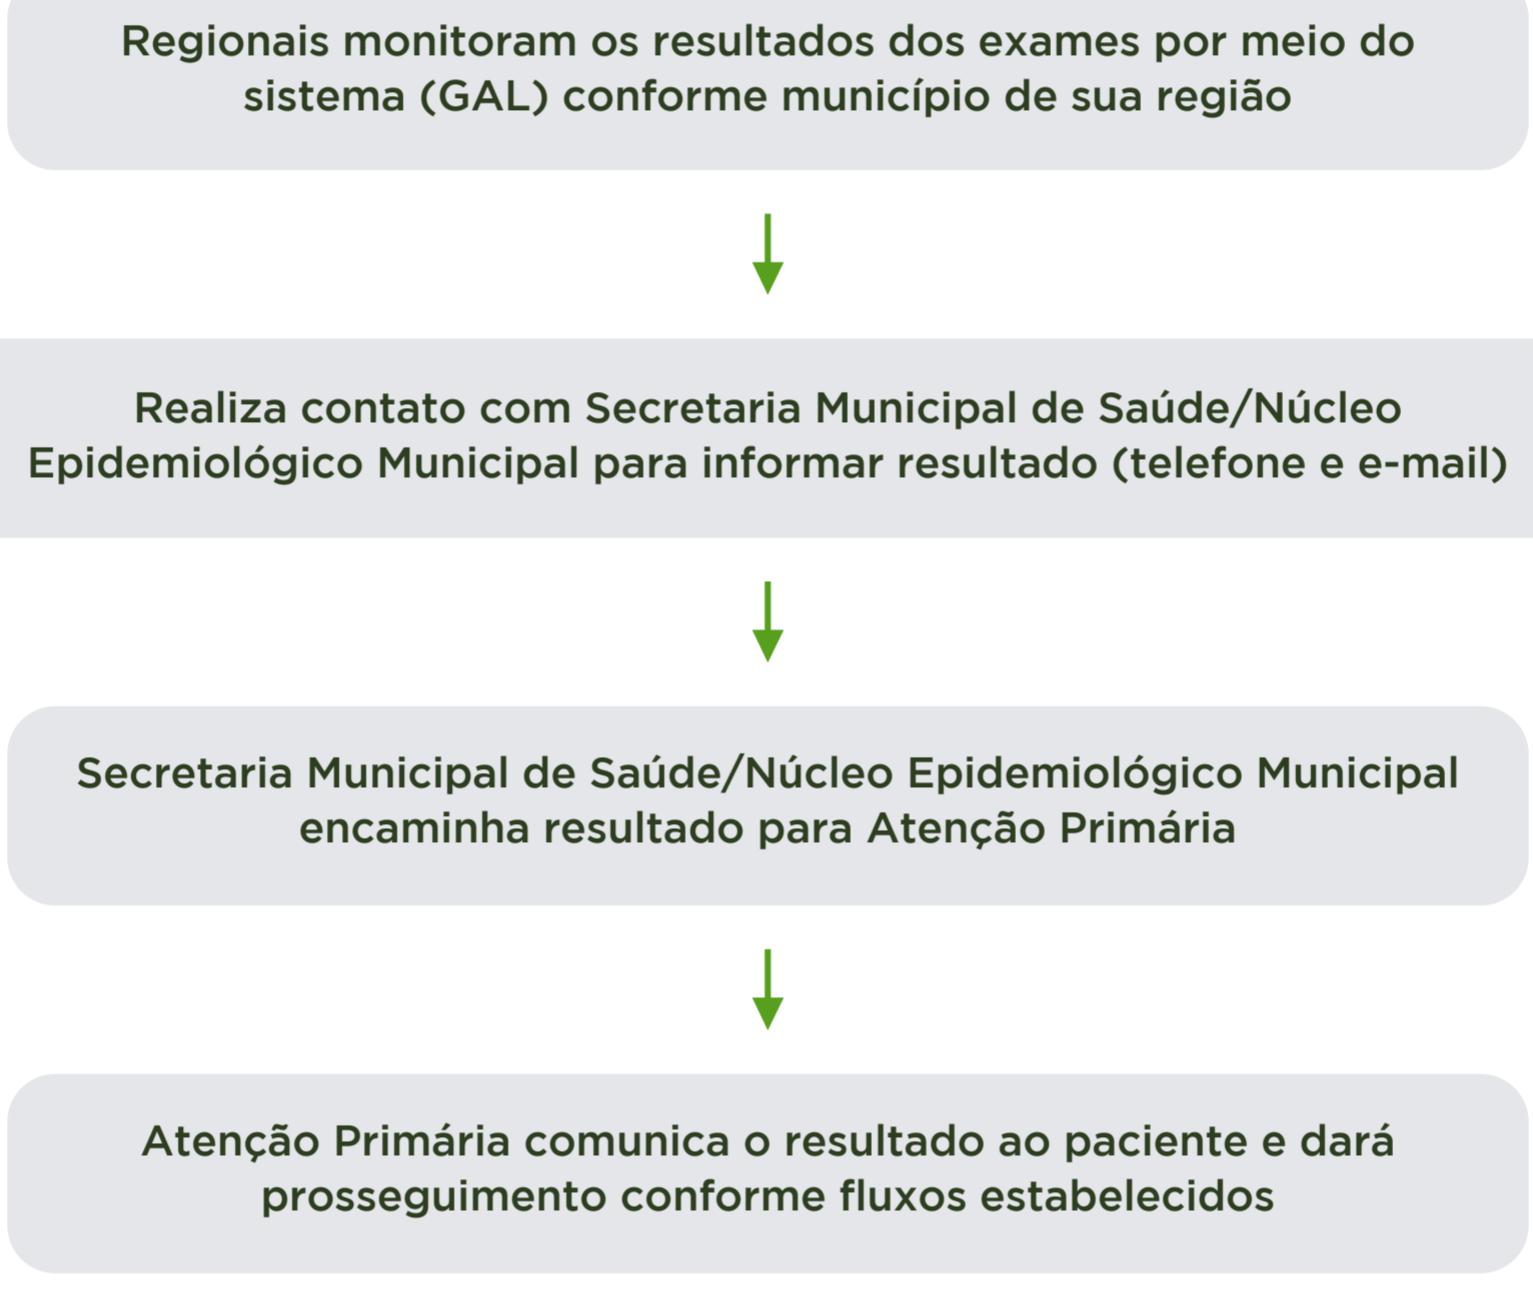 Regionais monitoram os resultados dos exames por meio do
sistema (GAL) conforme município de sua região
Realiza contato com Secretaria Municipal de Saúde/Núcleo
Epidemiológico Municipal para informar resultado (telefone e e-mail)
Secretaria Municipal de Saúde/Núcleo Epidemiológico Municipal
encaminha resultado para Atenção Primária
Atenção Primária comunica o resultado ao paciente e dará
prosseguimento conforme fluxos estabelecidos